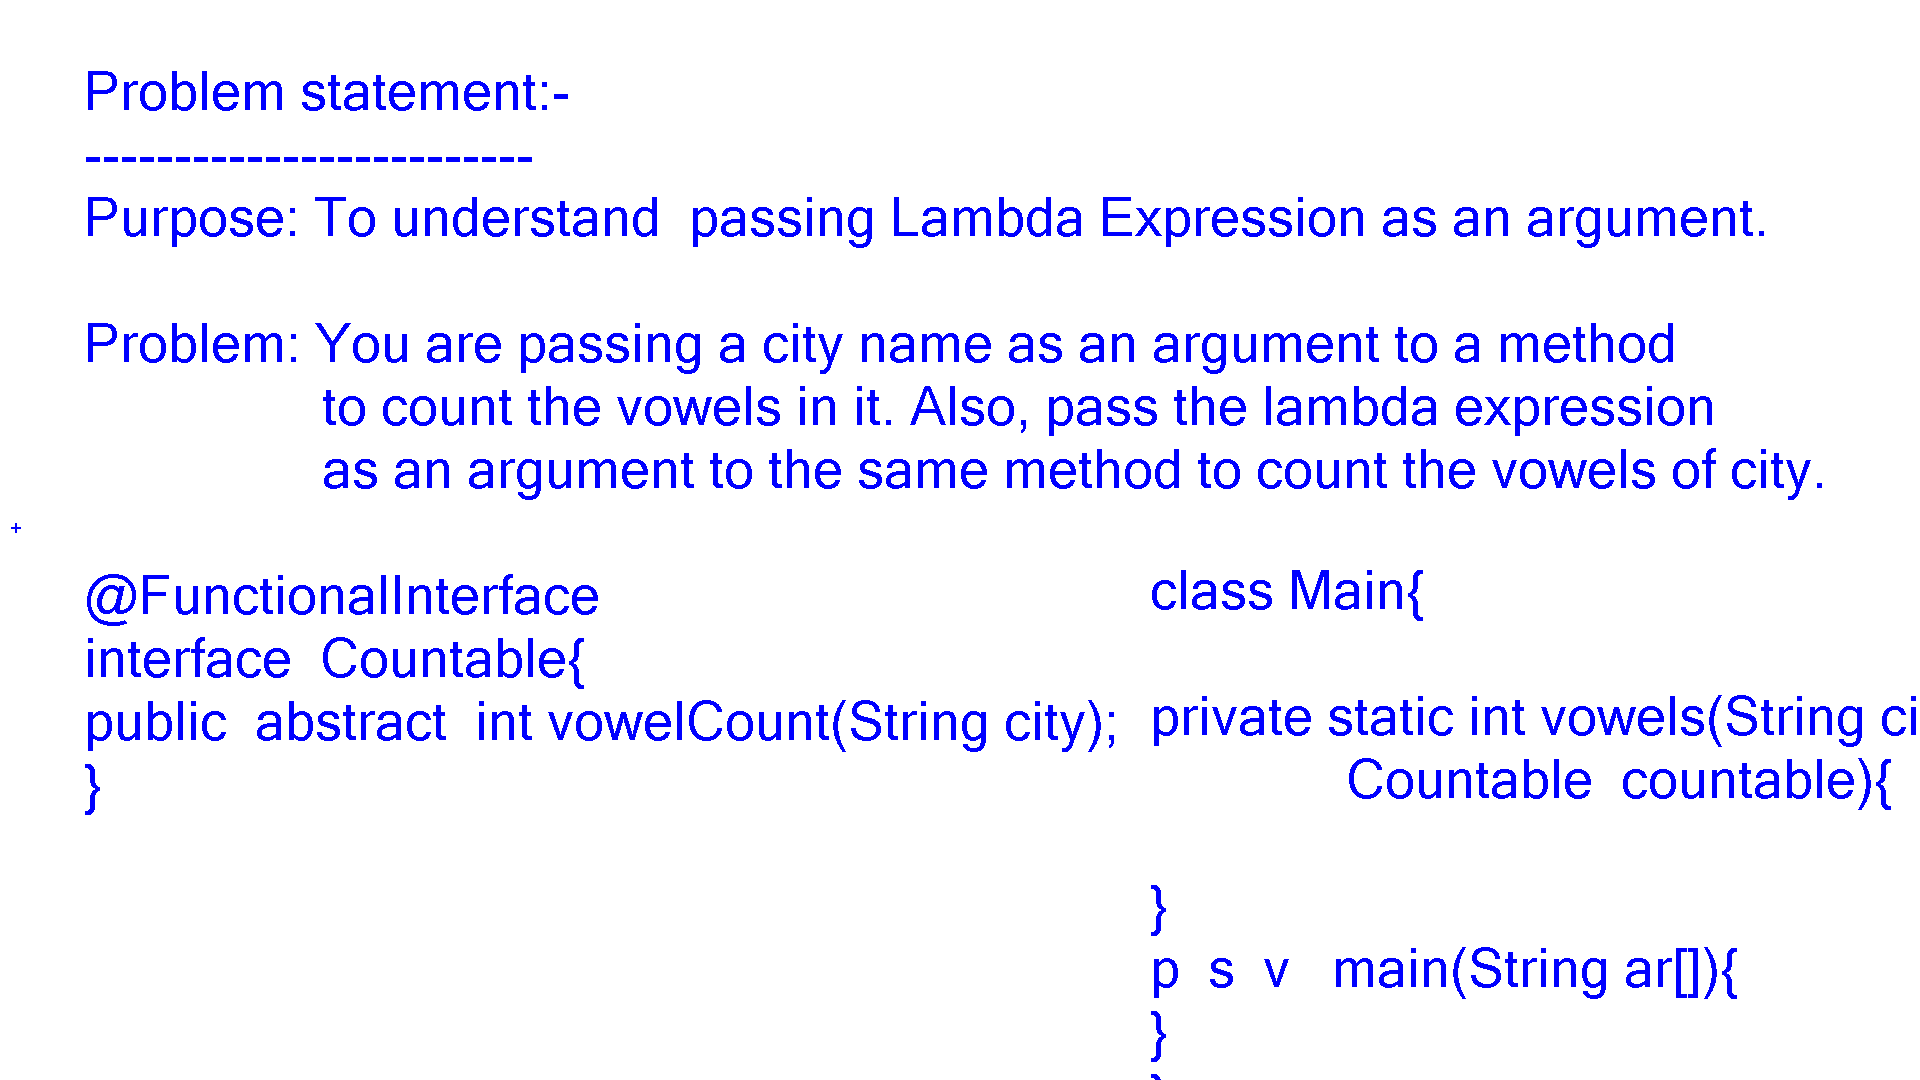 Problem statement:-
-------------------------
Purpose: To understand  passing Lambda Expression as an argument.
Problem: You are passing a city name as an argument to a method
to count the vowels in it. Also, pass the lambda expression
as an argument to the same method to count the vowels of city.
@FunctionalInterface
interface  Countable{
public  abstract  int vowelCount(String city);
}
class Main{
private static int vowels(String ci
Countable  countable){
}
p  s  v   main(String ar[]){
}